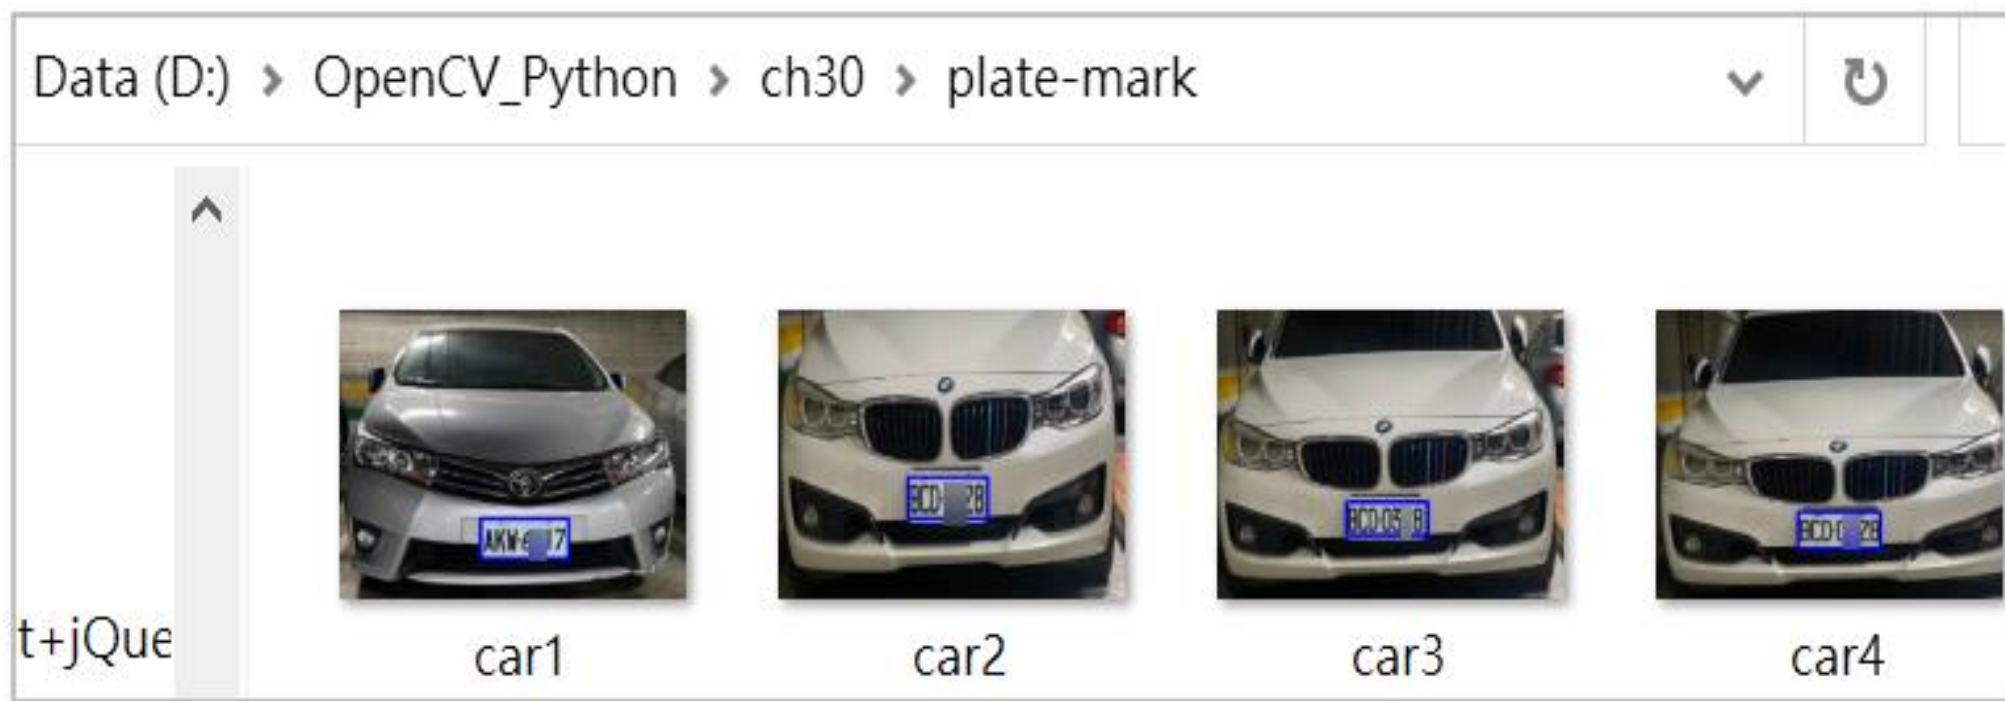 Data (D:) > OpenCV_Python > ch30 > plate-mark
t+jQue
car1
car2
car3
car4